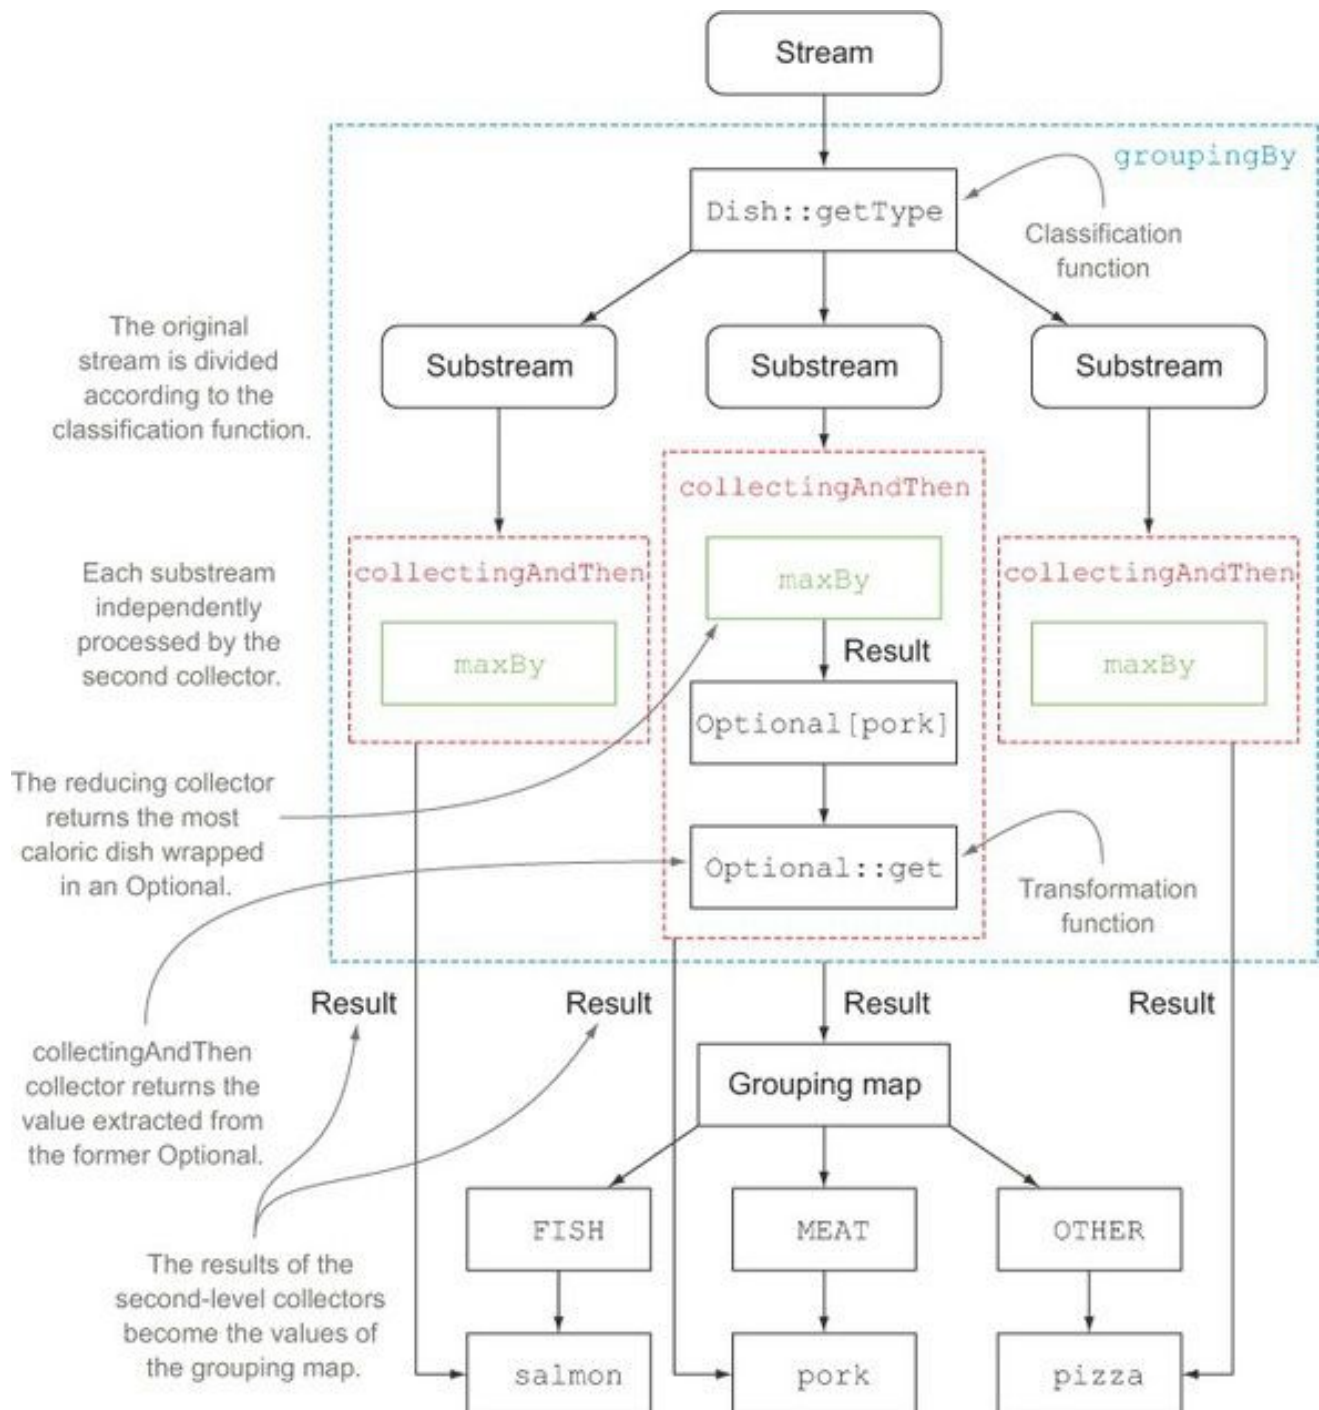 Stream
groupingBy
Dish::getType
Classification
function
The original
stream is divided
according to the
classification function.
Substream
Substream
Substream
collectingAndThen
maxBy
Result
Optional[pork]
Optional::get
collectingAndThen
maxBy
collectingAndThen
maxBy
Each substream
independently
processed by the
second collector.
The reducing collector
returns the most
caloric dish wrapped
in an Optional.
Transformation
function
Result
Result
Result
Result
collectingAndThen
collector returns the
value extracted from
the former Optional.
Grouping map
FISH
MEAT
OTHER
The results of the
second-level collectors
become the values of
the grouping map.
salmon
pork
pizza